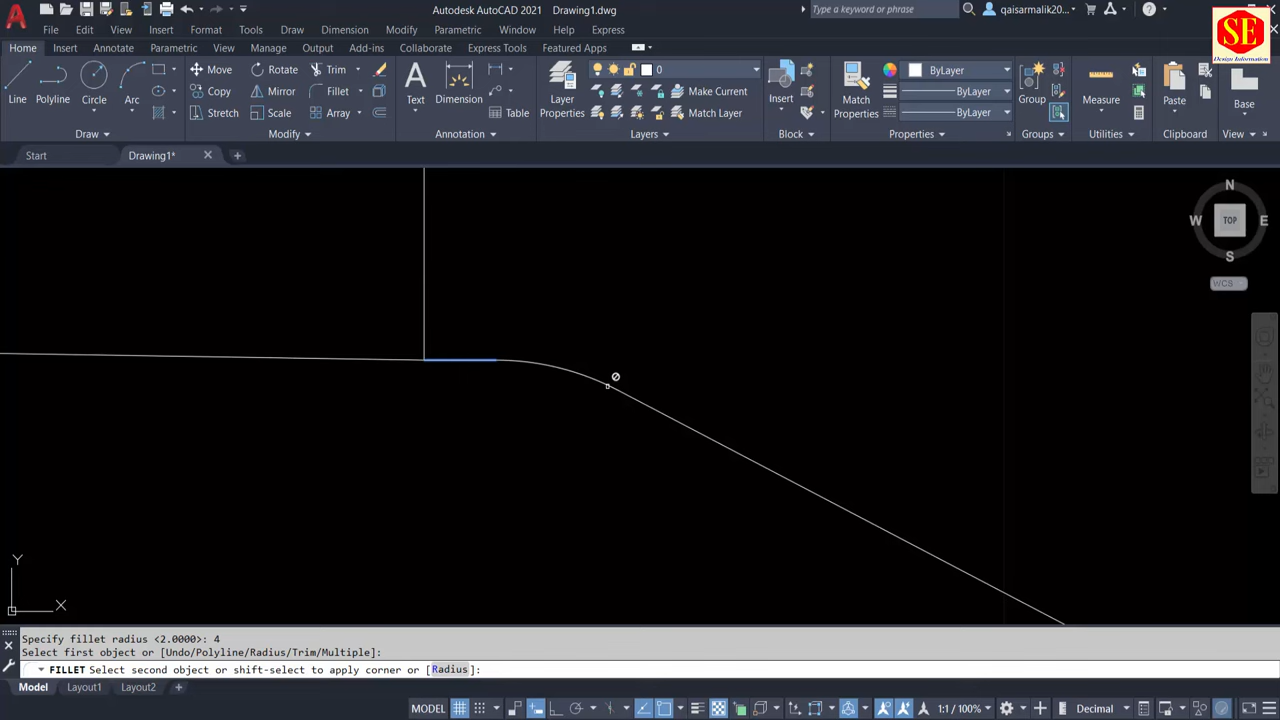 Autodesk AutoCAD 2021 Drawing1.dwg
Type a keyword or phrase
qaisarmalik20...
File Edit View Insert Format Tools Draw Dimension Modify Parametric Window Help Express
Home Insert Annotate Parametric View Manage Output Add-ins Collaborate Express Tools Featured Apps
SE
Design Information
Move Rotate Trim
0
ByLayer
Copy Mirror Fillet
Make Current
ByLayer
Line Polyline Circle Arc
Text Dimension
Layer Properties
Insert
Match Properties
Group
Measure
Paste
Base
Stretch Scale Array
Table
Match Layer
ByLayer
Draw Modify Annotation Layers Block Properties Groups Utilities Clipboard View
Start Drawing1*
N
W TOP E
S
WCS
Y
X
Specify fillet radius <2.0000>: 4
Select first object or [Undo/Polyline/Radius/Trim/Multiple]:
FILLET Select second object or shift-select to apply corner or [Radius]:
Model Layout1 Layout2
MODEL 1:1 / 100% Decimal